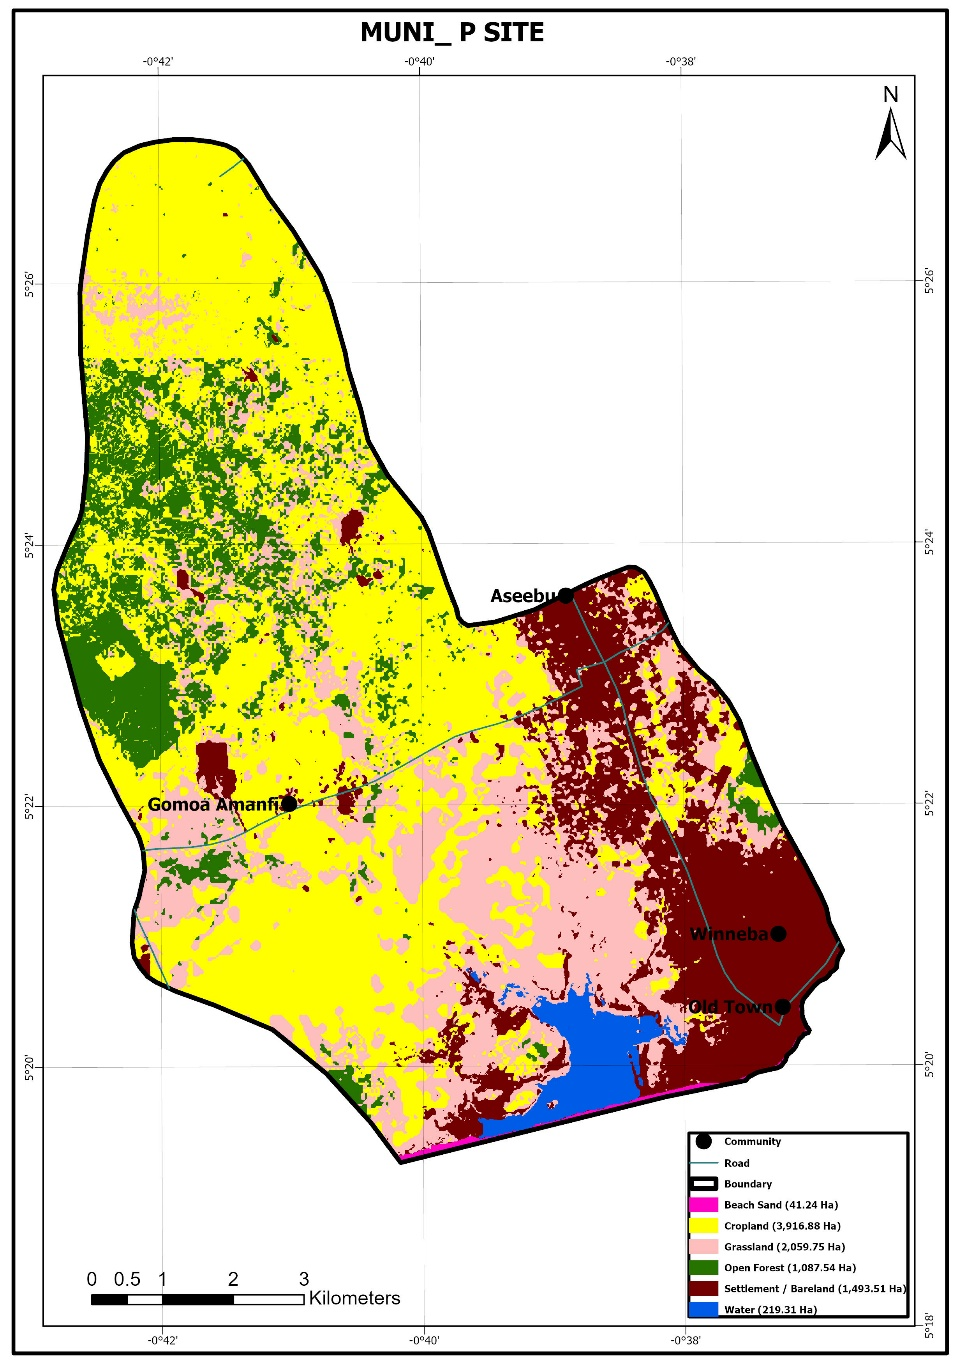 MUNI_ P SITE
-0°42'
-0°40'
-0°38'
N
5°26'
5°26'
5°24'
5°24'
Aseebu
5°22'
5°22'
Gomoa Amanfi
Winneba
Old Town
5°20'
5°20'
Community
Road
Boundary
Beach Sand (41.24 Ha)
Cropland (3,916.88 Ha)
Grassland (2,059.75 Ha)
Open Forest (1,087.54 Ha)
Settlement / Bareland (1,493.51 Ha)
Water (219.31 Ha)
0 0.5 1 2 3
Kilometers
5°18'
-0°42'
-0°40'
-0°38'